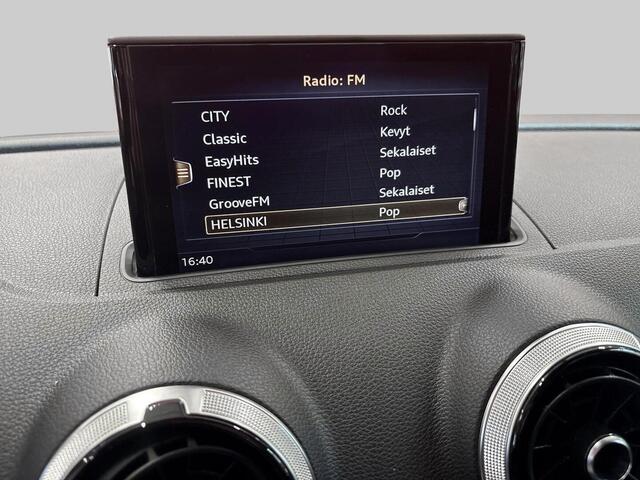 Radio: FM
CITY Rock
Classic Kevyt
EasyHits Sekalaiset
FINEST Pop
GrooveFM Sekalaiset
HELSINKI Pop
16:40